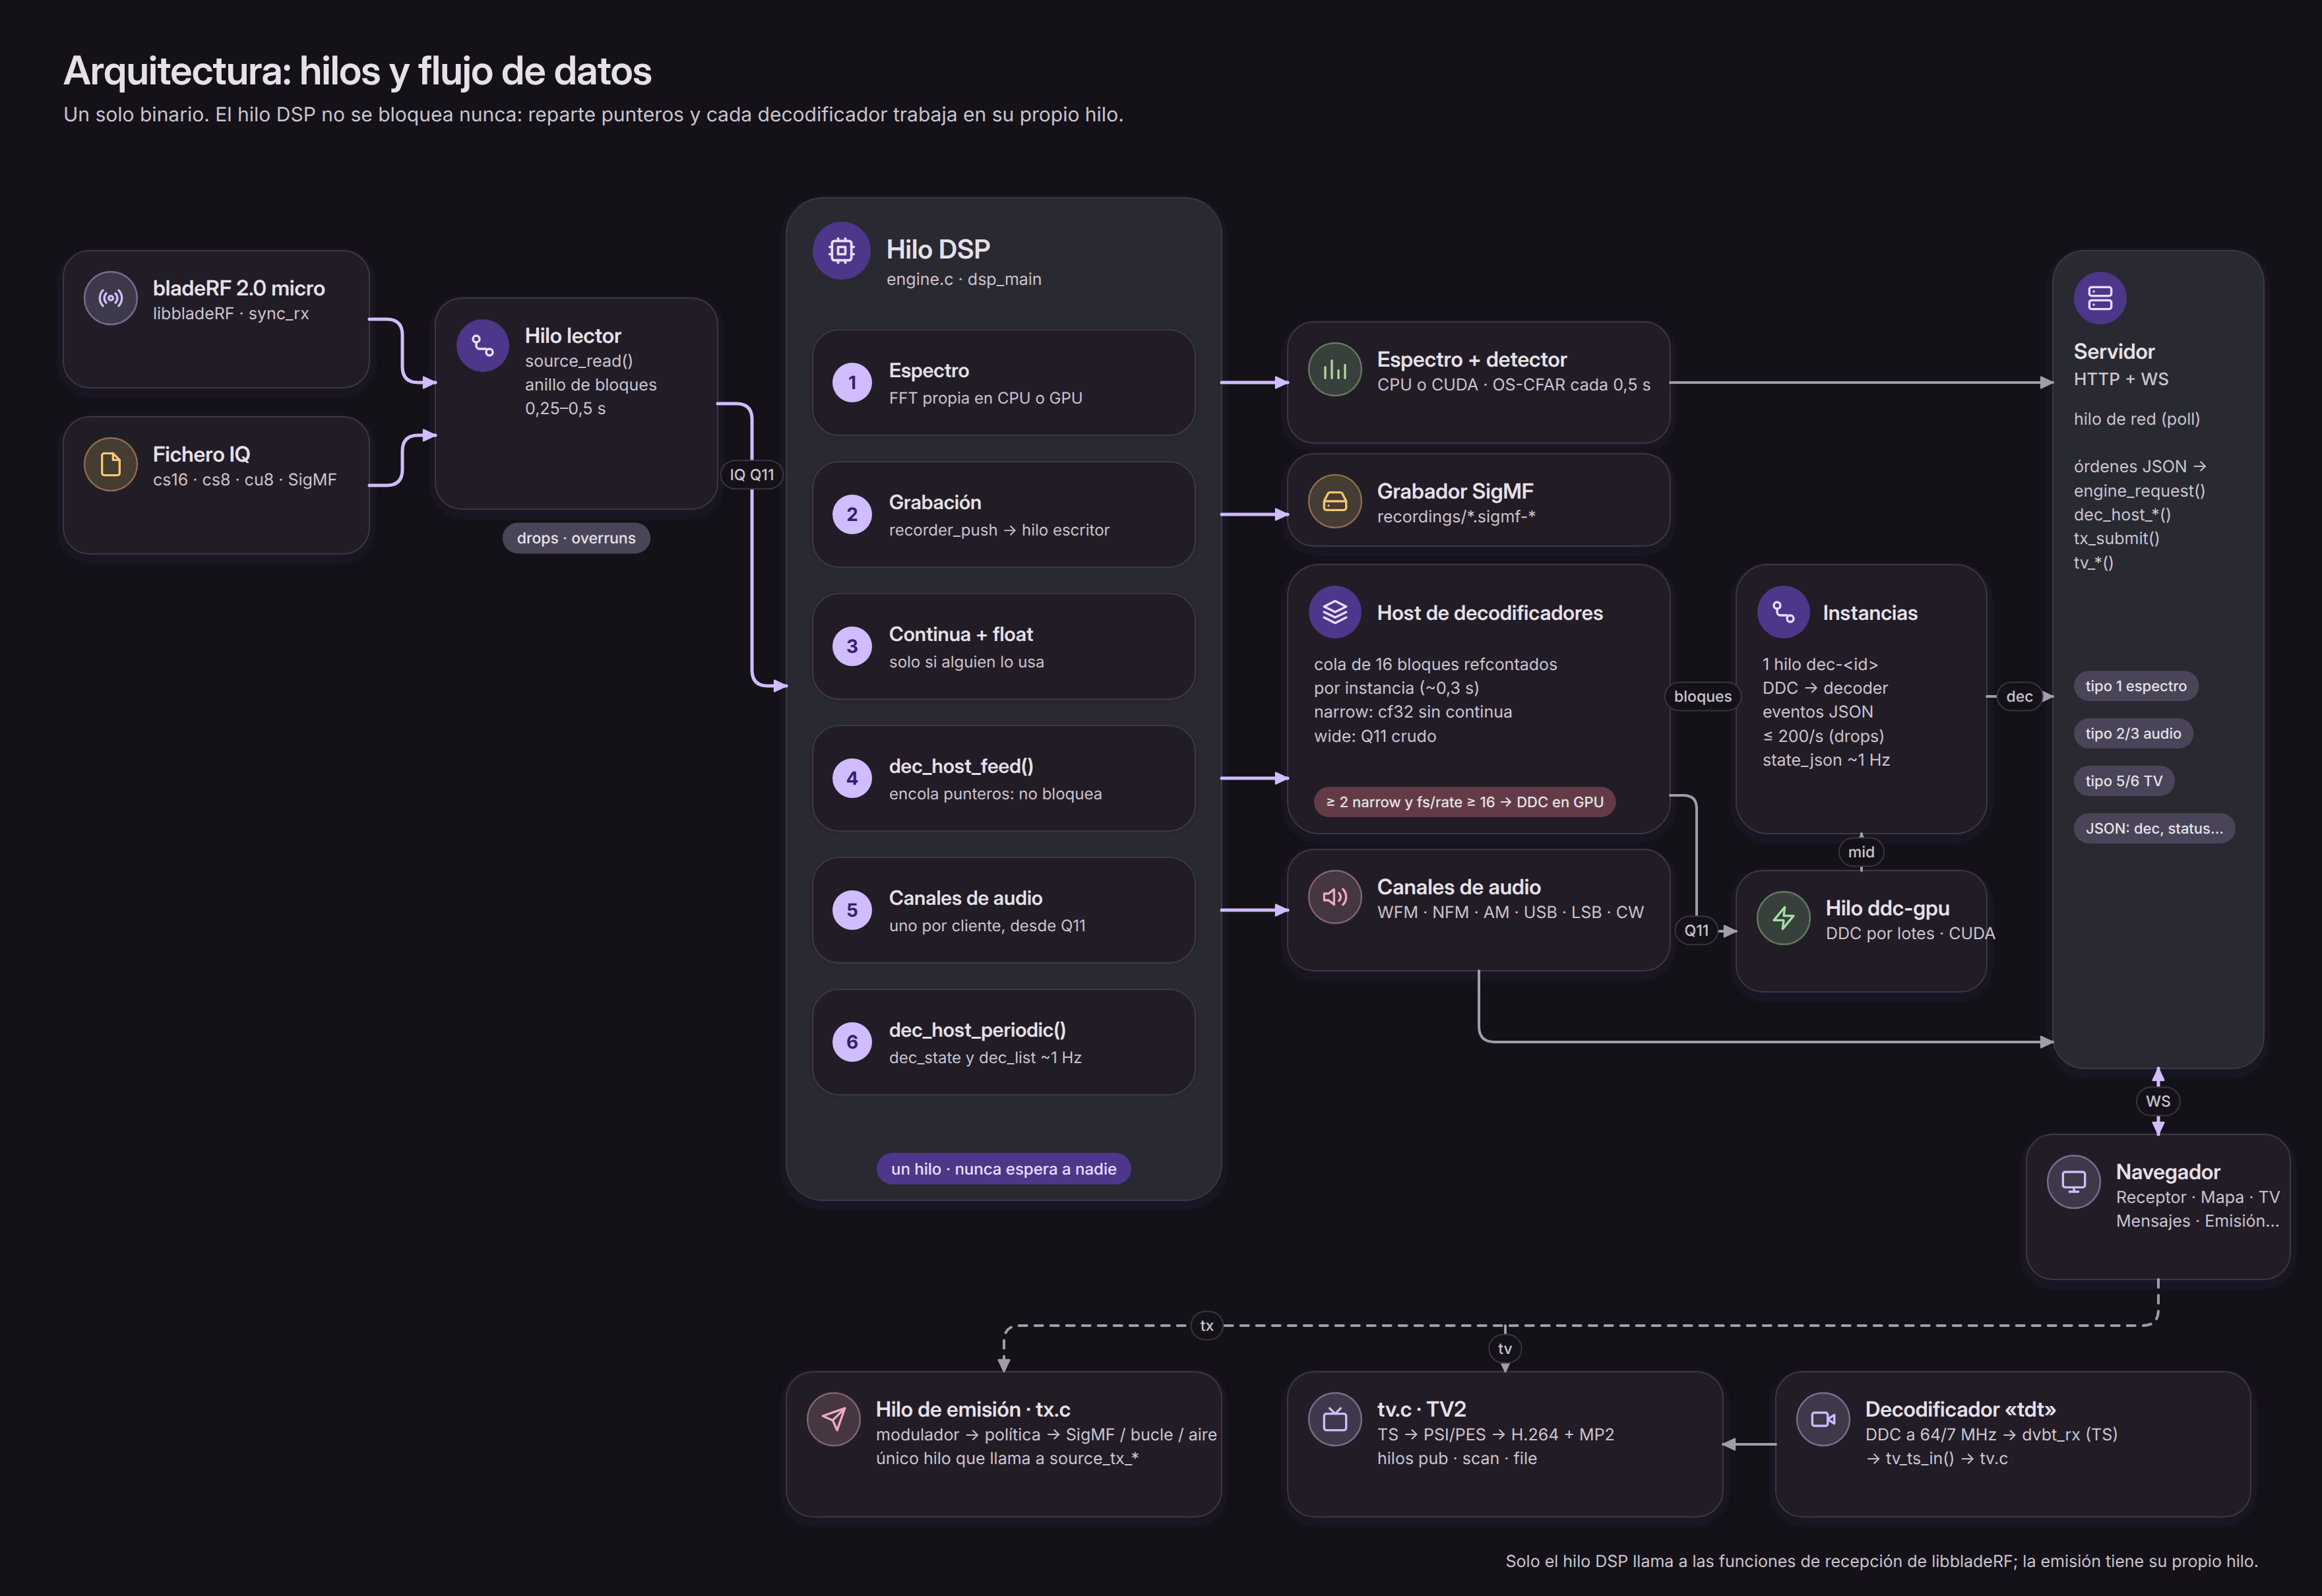 Arquitectura: hilos y flujo de datos
Un solo binario. El hilo DSP no se bloquea nunca: reparte punteros y cada decodificador trabaja en su propio hilo.
bladeRF 2.0 micro
libbladeRF · sync_rx
Fichero IQ
cs16 · cs8 · cu8 · SigMF
Hilo lector
source_read()
anillo de bloques
0,25–0,5 s
drops · overruns
IQ Q11
Hilo DSP
engine.c · dsp_main
1
Espectro
FFT propia en CPU o GPU
2
Grabación
recorder_push → hilo escritor
3
Continua + float
solo si alguien lo usa
4
dec_host_feed()
encola punteros: no bloquea
5
Canales de audio
uno por cliente, desde Q11
6
dec_host_periodic()
dec_state y dec_list ~1 Hz
un hilo · nunca espera a nadie
Espectro + detector
CPU o CUDA · OS-CFAR cada 0,5 s
Grabador SigMF
recordings/*.sigmf-*
Host de decodificadores
cola de 16 bloques refcontados
por instancia (~0,3 s)
narrow: cf32 sin continua
wide: Q11 crudo
≥ 2 narrow y fs/rate ≥ 16 → DDC en GPU
bloques
Instancias
1 hilo dec-<id>
DDC → decoder
eventos JSON
≤ 200/s (drops)
state_json ~1 Hz
dec
mid
Canales de audio
WFM · NFM · AM · USB · LSB · CW
Q11
Hilo ddc-gpu
DDC por lotes · CUDA
Servidor
HTTP + WS
hilo de red (poll)
órdenes JSON →
engine_request()
dec_host_*()
tx_submit()
tv_*()
tipo 1 espectro
tipo 2/3 audio
tipo 5/6 TV
JSON: dec, status…
WS
Navegador
Receptor · Mapa · TV
Mensajes · Emisión…
tx
tv
Hilo de emisión · tx.c
modulador → política → SigMF / bucle / aire
único hilo que llama a source_tx_*
tv.c · TV2
TS → PSI/PES → H.264 + MP2
hilos pub · scan · file
Decodificador «tdt»
DDC a 64/7 MHz → dvbt_rx (TS)
→ tv_ts_in() → tv.c
Solo el hilo DSP llama a las funciones de recepción de libbladeRF; la emisión tiene su propio hilo.